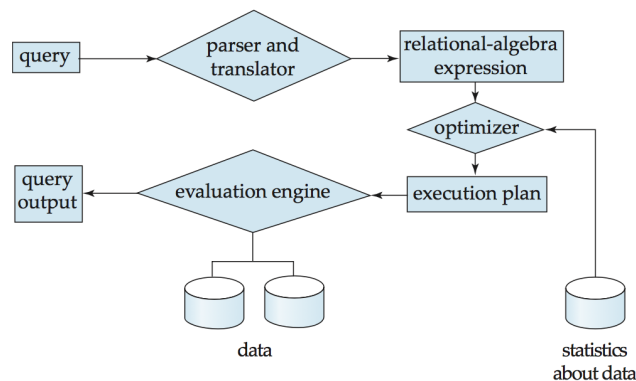 query
parser and
translator
relational-algebra
expression
optimizer
query
output
evaluation engine
execution plan
data
statistics
about data